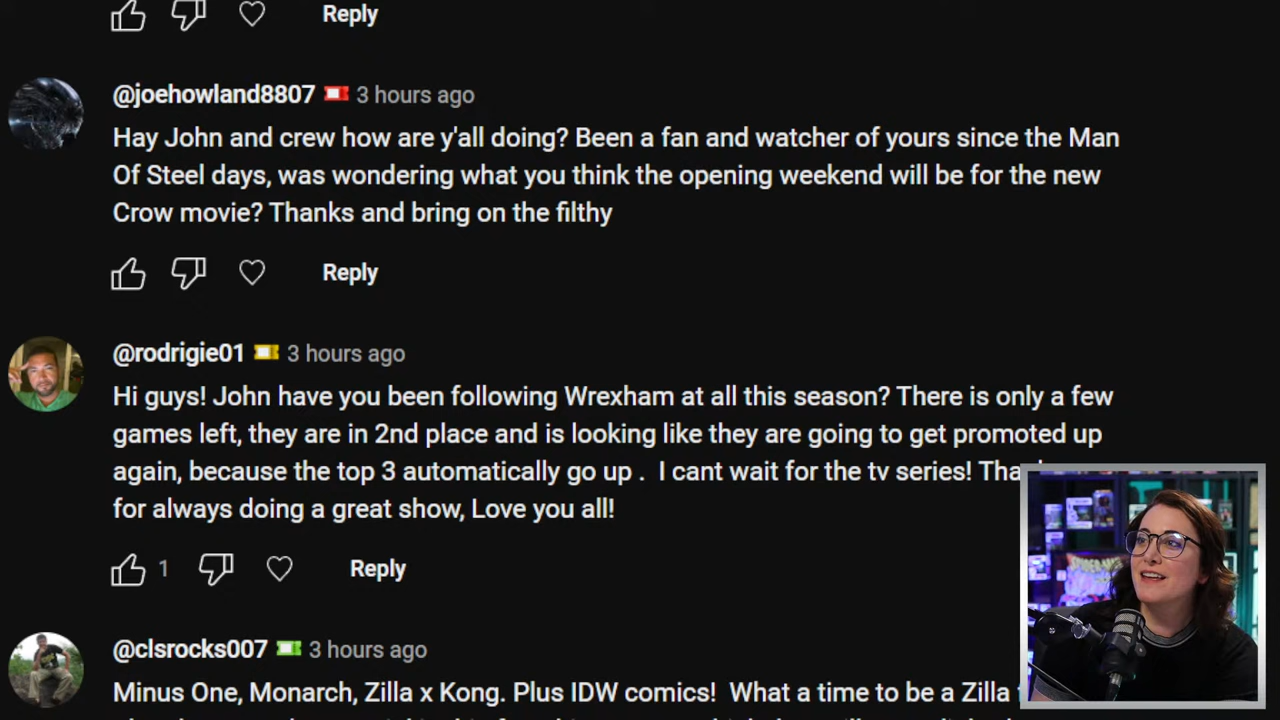 Reply
@joehowland8807 3 hours ago
Hay John and crew how are y'all doing? Been a fan and watcher of yours since the Man
Of Steel days, was wondering what you think the opening weekend will be for the new
Crow movie? Thanks and bring on the filthy
Reply
@rodrigie01 3 hours ago
Hi guys! John have you been following Wrexham at all this season? There is only a few
games left, they are in 2nd place and is looking like they are going to get promoted up
again, because the top 3 automatically go up . I cant wait for the tv series!
for always doing a great show, Love you all!
1 Reply
@clsrocks007 3 hours ago
Minus One, Monarch, Zilla x Kong. Plus IDW comics! What a time to be a Zilla